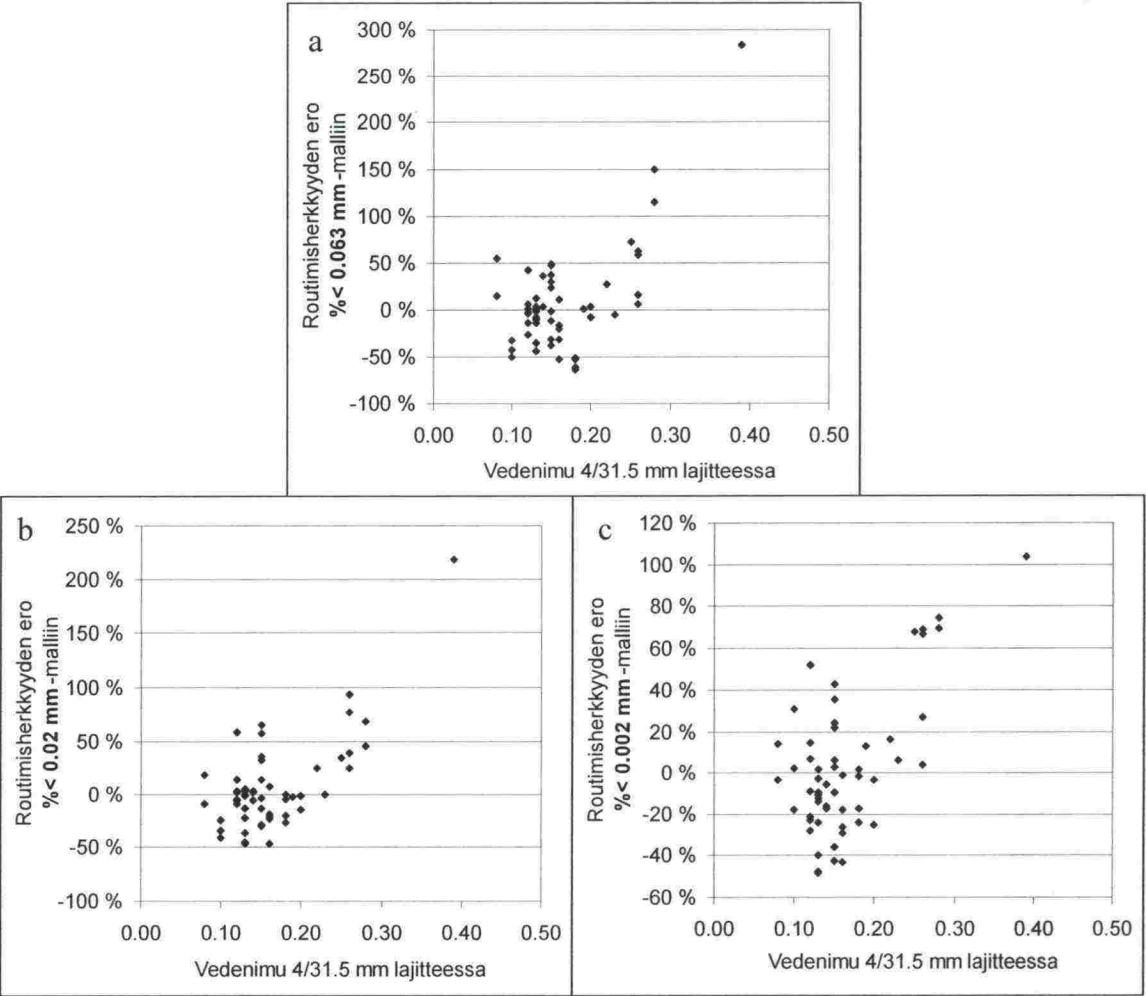 a
Routimisherkkyyden ero
%< 0.063 mm-malliin
300 %
250 %
200 %
150 %
100 %
50 %
0 %
-50 %
-100 %
0.00 0.10 0.20 0.30 0.40 0.50
Vedenimu 4/31.5 mm lajitteessa
b
Routimisherkkyyden ero
%< 0.02 mm-malliin
250 %
200 %
150 %
100 %
50 %
0 %
-50 %
-100 %
0.00 0.10 0.20 0.30 0.40 0.50
Vedenimu 4/31.5 mm lajitteessa
c
Routimisherkkyyden ero
%< 0.002 mm-malliin
120 %
100 %
80 %
60 %
40 %
20 %
0 %
-20 %
-40 %
-60 %
0.00 0.10 0.20 0.30 0.40 0.50
Vedenimu 4/31.5 mm lajitteessa